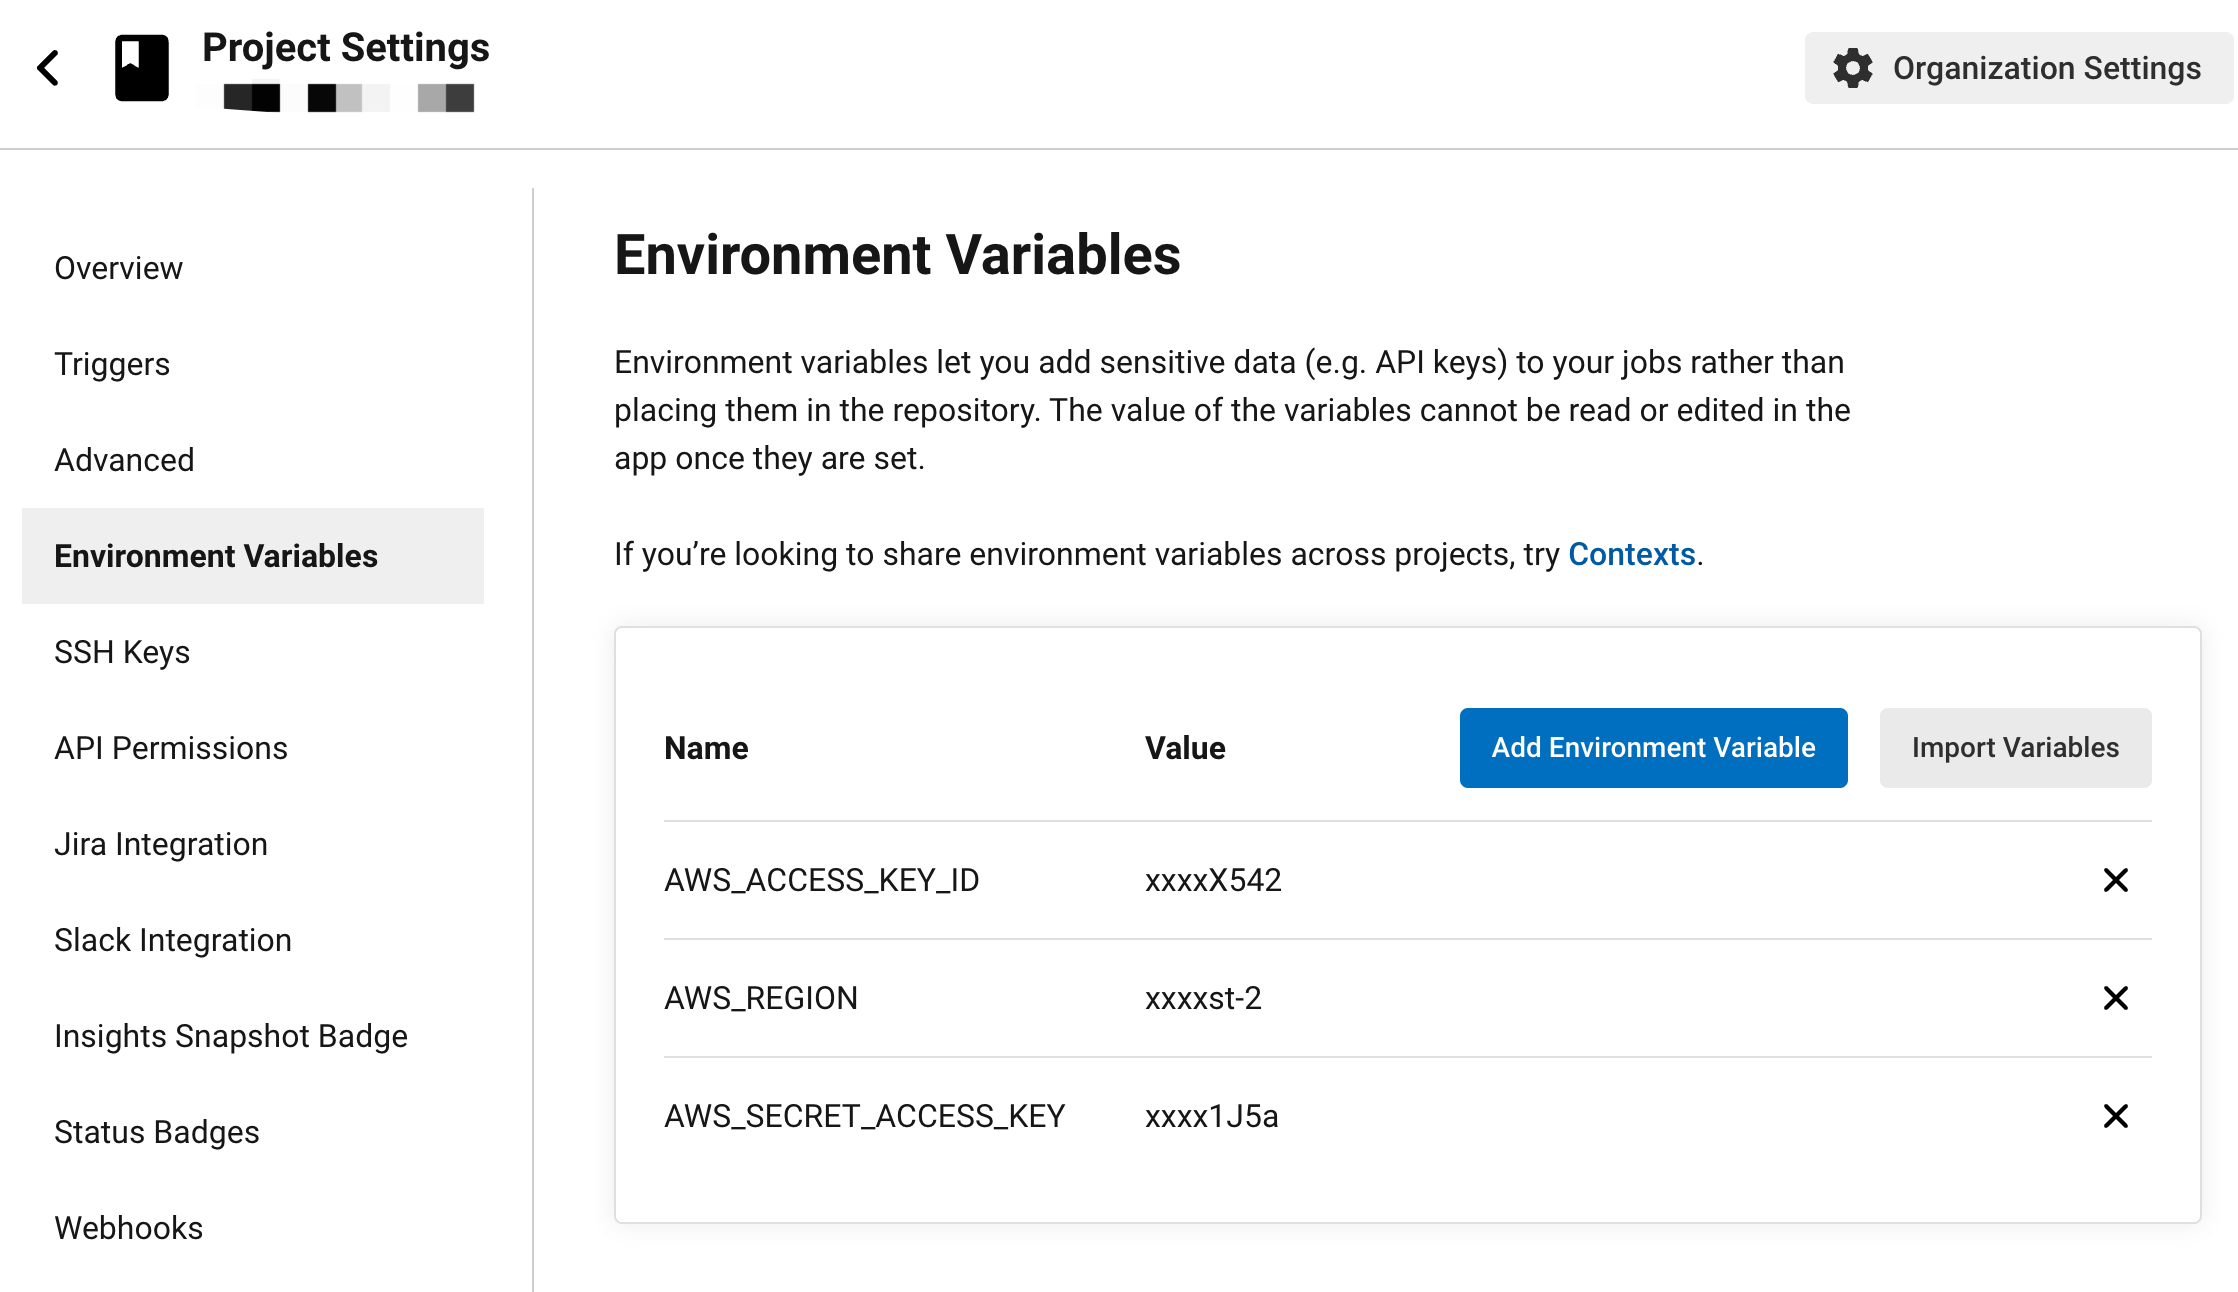 Project Settings
Organization Settings
Overview
Triggers
Advanced
Environment Variables
SSH Keys
API Permissions
Jira Integration
Slack Integration
Insights Snapshot Badge
Status Badges
Webhooks
Environment Variables
Environment variables let you add sensitive data (e.g. API keys) to your jobs rather than
placing them in the repository. The value of the variables cannot be read or edited in the
app once they are set.
If you’re looking to share environment variables across projects, try Contexts.
Name Value Add Environment Variable Import Variables
AWS_ACCESS_KEY_ID xxxxX542
AWS_REGION xxxxst-2
AWS_SECRET_ACCESS_KEY xxxx1J5a